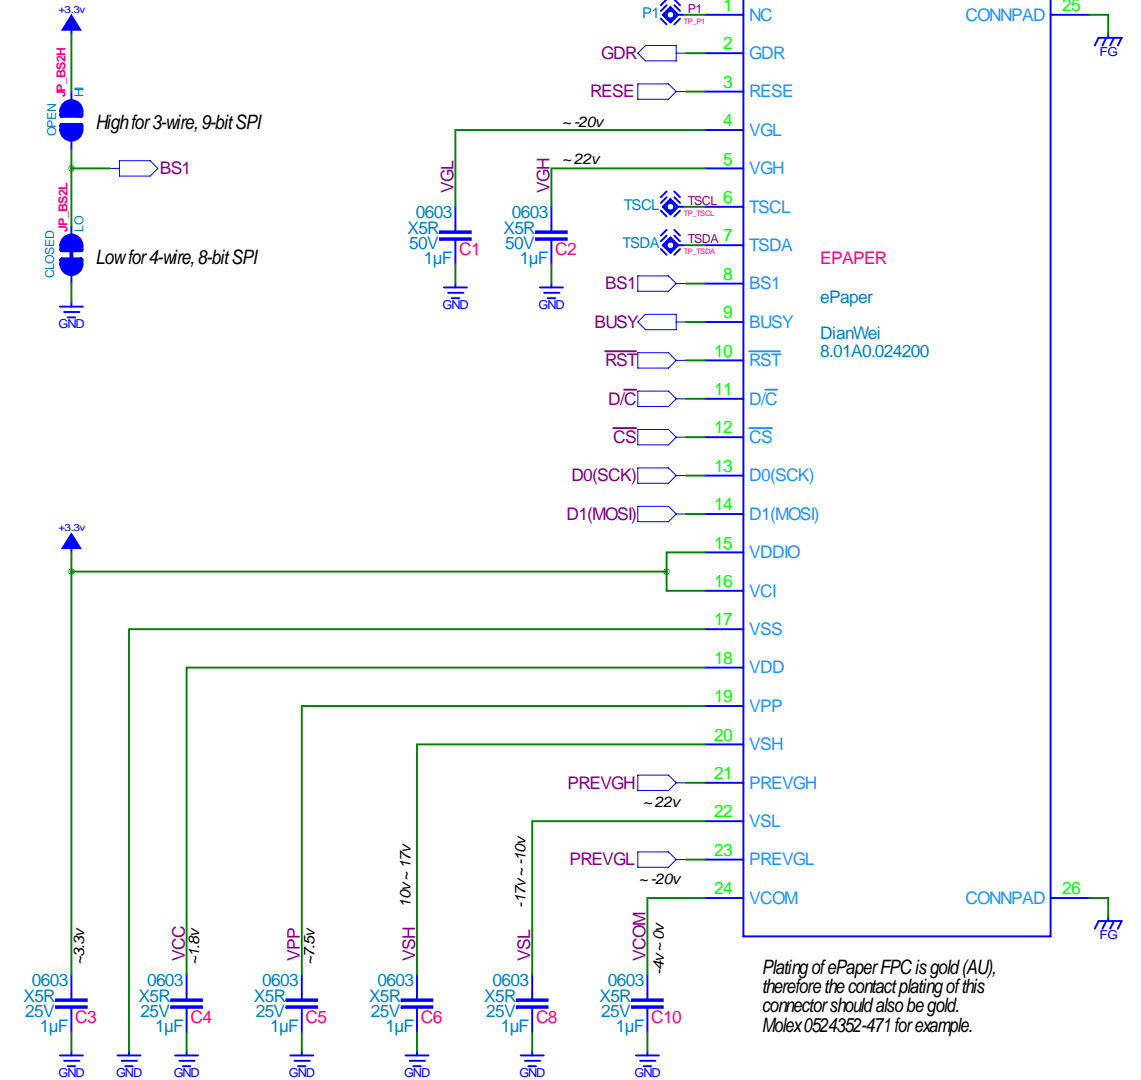 +3.3v
JP_BS2H
HI
OPEN
High for 3-wire, 9-bit SPI
BS1
JP_BS2L
LO
CLOSED
Low for 4-wire, 8-bit SPI
GND
P1
P1
TP_P1
1
NC
GDR
2
GDR
RESE
3
RESE
~ -20v
4
VGL
~ 22v
5
VGH
VGL
0603
X5R
50V
1µF
C1
GND
VGH
0603
X5R
50V
1µF
C2
GND
TSCL
TSCL
TP_TSCL
6
TSCL
TSDA
TSDA
TP_TSDA
7
TSDA
BS1
8
BS1
BUSY
9
BUSY
RST
10
RST
D/C
11
D/C
CS
12
CS
D0(SCK)
13
D0(SCK)
D1(MOSI)
14
D1(MOSI)
EPAPER
ePaper
DianWei
8.01A0.024200
CONNPAD
25
FG
+3.3v
15
VDDIO
16
VCI
17
VSS
18
VDD
19
VPP
20
VSH
PREVGH
21
PREVGH
~ 22v
22
VSL
PREVGL
23
PREVGL
~ -20v
24
VCOM
CONNPAD
26
FG
~3.3v
0603
X5R
25V
1µF
C3
GND
GND
VCC
~1.8v
0603
X5R
25V
1µF
C4
GND
VPP
~7.5v
0603
X5R
25V
1µF
C5
GND
10v ~ 17v
VSH
0603
X5R
25V
1µF
C6
GND
-17v ~ -10v
VSL
0603
X5R
25V
1µF
C8
GND
VCOM
-4v ~ 0v
0603
X5R
25V
1µF
C10
GND
Plating of ePaper FPC is gold (AU),
therefore the contact plating of this
connector should also be gold.
Molex 0524352-471 for example.